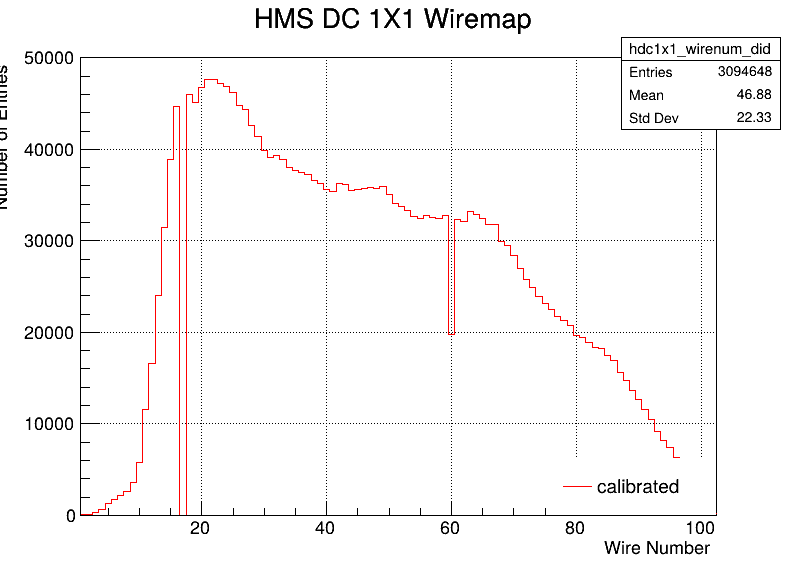 HMS DC 1X1 Wiremap
hdc1x1_wirenum_did
Entries 3094648
Mean 46.88
Std Dev 22.33
Number of Entries
50000
40000
30000
20000
10000
0
20 40 60 80 100
calibrated
Wire Number